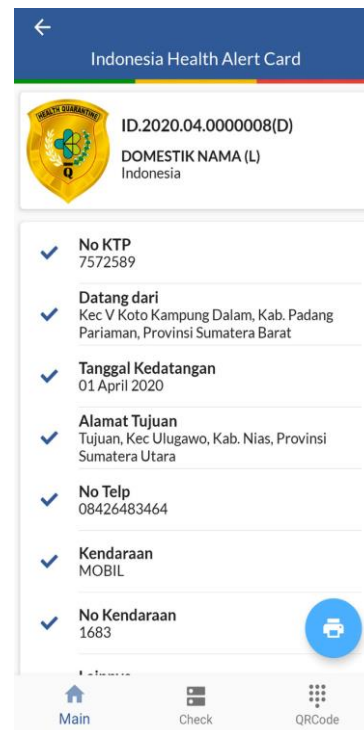 Indonesia Health Alert Card
HEALTH QUARANTINE
Q
ID.2020.04.0000008(D)
DOMESTIK NAMA (L)
Indonesia
No KTP
7572589
Datang dari
Kec V Koto Kampung Dalam, Kab. Padang
Pariaman, Provinsi Sumatera Barat
Tanggal Kedatangan
01 April 2020
Alamat Tujuan
Tujuan, Kec Ulugawo, Kab. Nias, Provinsi
Sumatera Utara
No Telp
08426483464
Kendaraan
MOBIL
No Kendaraan
1683
Main
Check
QRCode